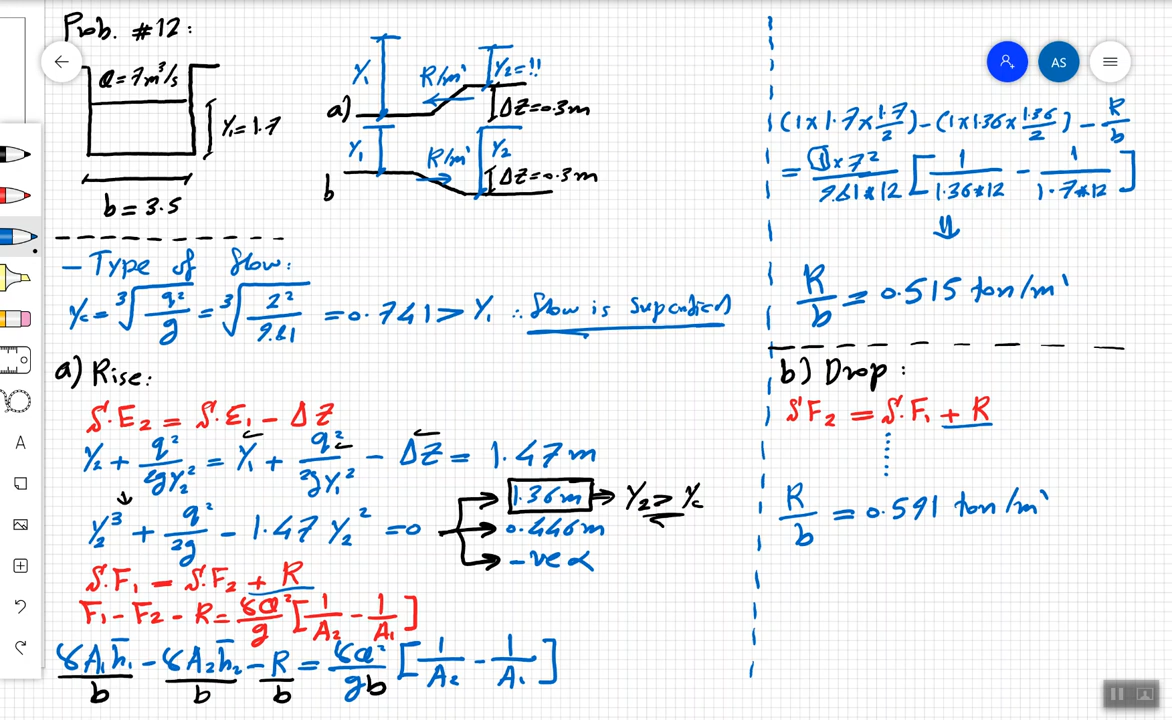 Prob. #12:
Q = 7 m³/s
Y₁ = 1.7
b = 3.5
a)
Y₁
R/m'
Y₂ = !!
ΔZ = 0.3 m
b
Y₁
R/m'
Y₂
ΔZ = 0.3 m
- Type of flow:
Yc = ∛(q²/g) = ∛(2²/9.81) = 0.741 > Y₁ ∴ flow is
a) Rise:
S.E₂ = S.E₁ - ΔZ
Y₂ + q²/2gY₂² = Y₁ + q²/2gY₁² - ΔZ = 1.47 m
Y₂³ + q²/2g - 1.47 Y₂² = 0
1.36 m → Y₂ > Yc
0.446 m
-ve α
S.F₁ = S.F₂ + R
F₁ - F₂ - R = γQ²/g [1/A₂ - 1/A₁]
γA₁h̄₁/b - γA₂h̄₂/b - R/b = γQ²/gb [1/A₂ - 1/A₁]
(1 × 1.7 × 1.7/2) - (1 × 1.36 × 1.36/2) - R/b
= 1 × 7²/9.81*12 [1/1.36*12 - 1/1.7*12]
R/b = 0.515 ton/m'
b) Drop:
S.F₂ = S.F₁ + R
R/b = 0.591 ton/m'
AS
A